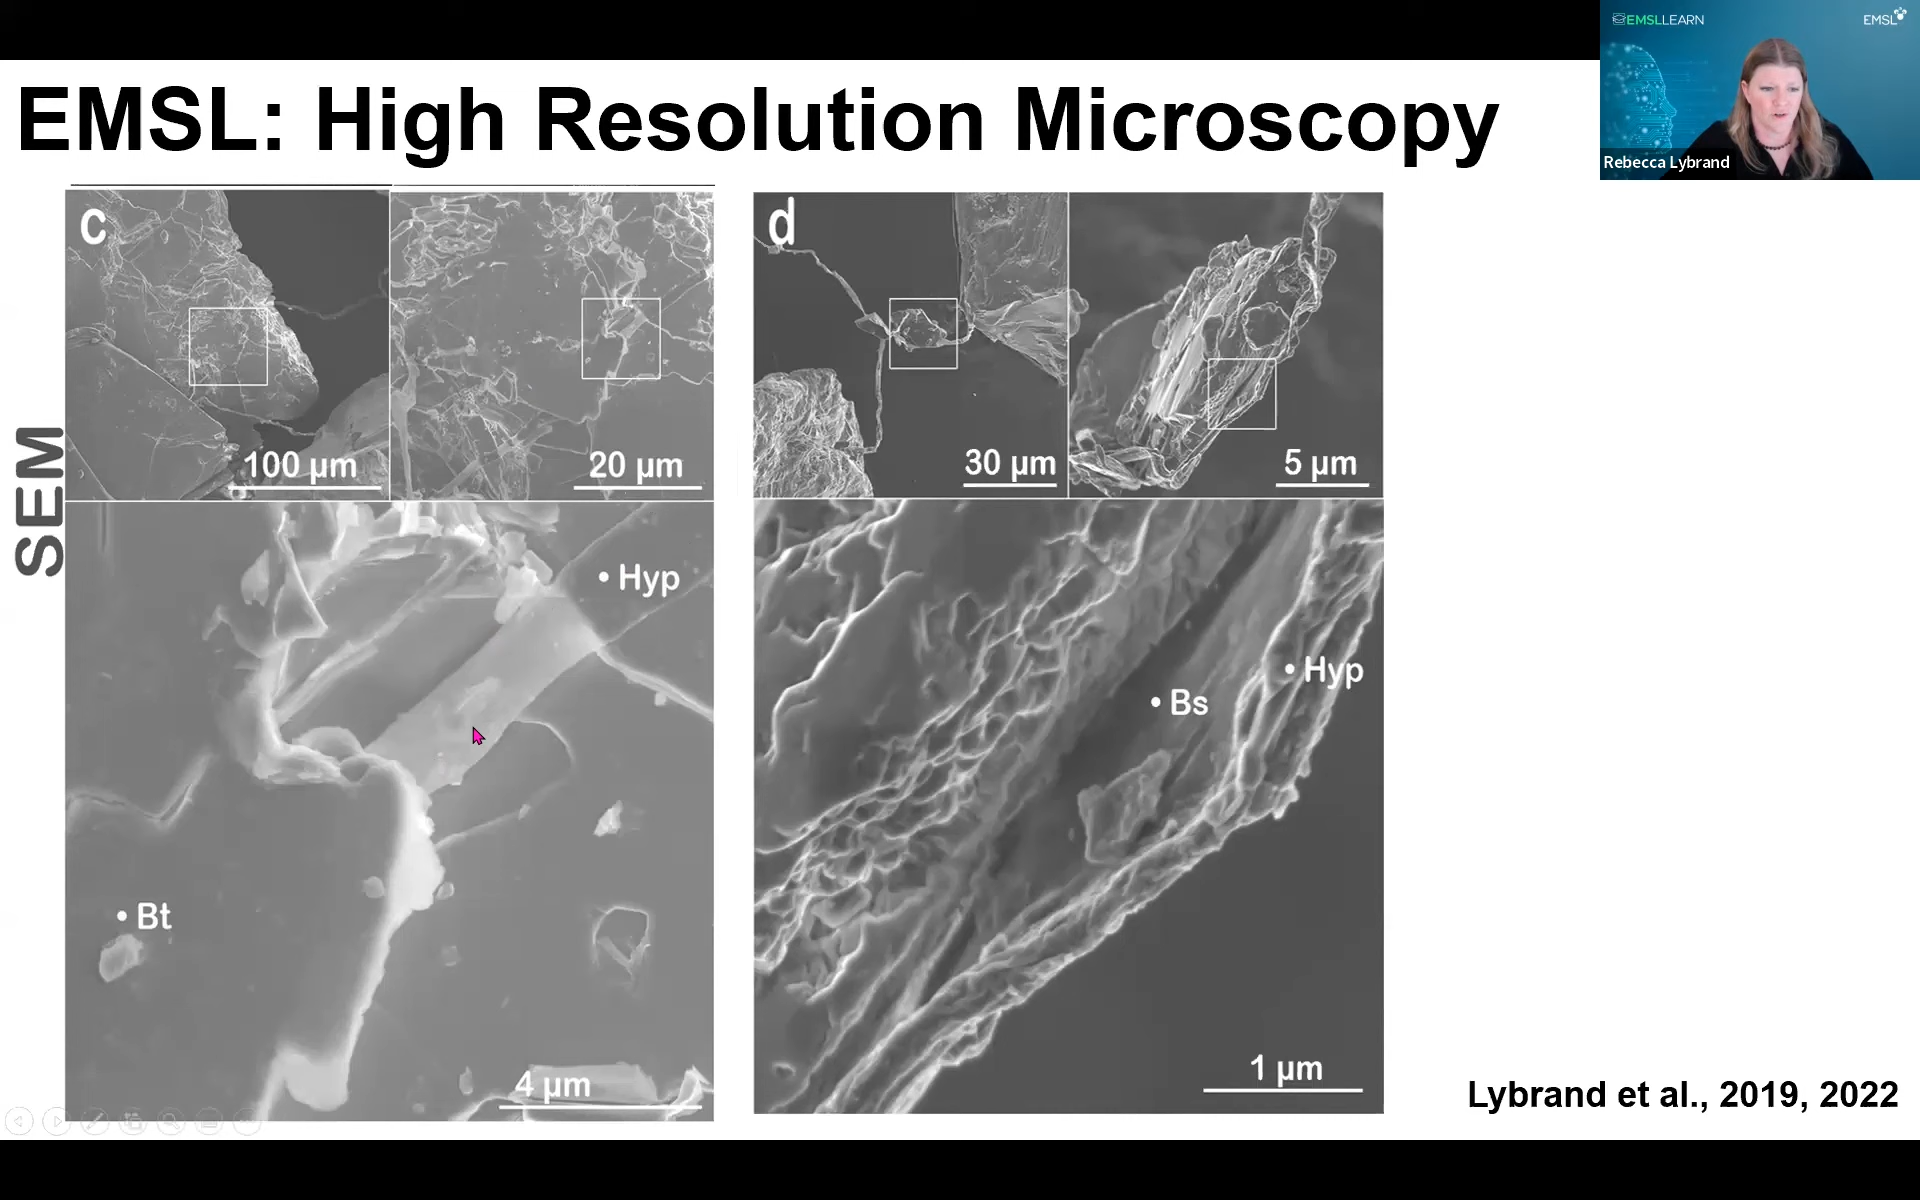 EMSLLEARN
EMSL
Rebecca Lybrand
EMSL: High Resolution Microscopy
SEM
c
100 µm
20 µm
• Hyp
• Bt
4 µm
d
30 µm
5 µm
• Bs
• Hyp
1 µm
Lybrand et al., 2019, 2022